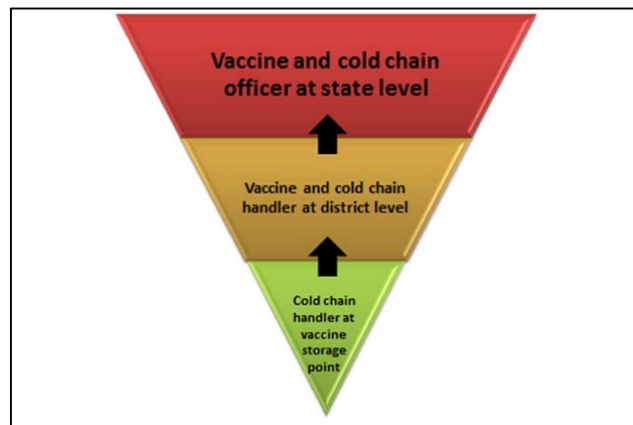 Vaccine and cold chain
officer at state level
Vaccine and cold chain
handler at district level
Cold chain
handler at
vaccine
storage
point